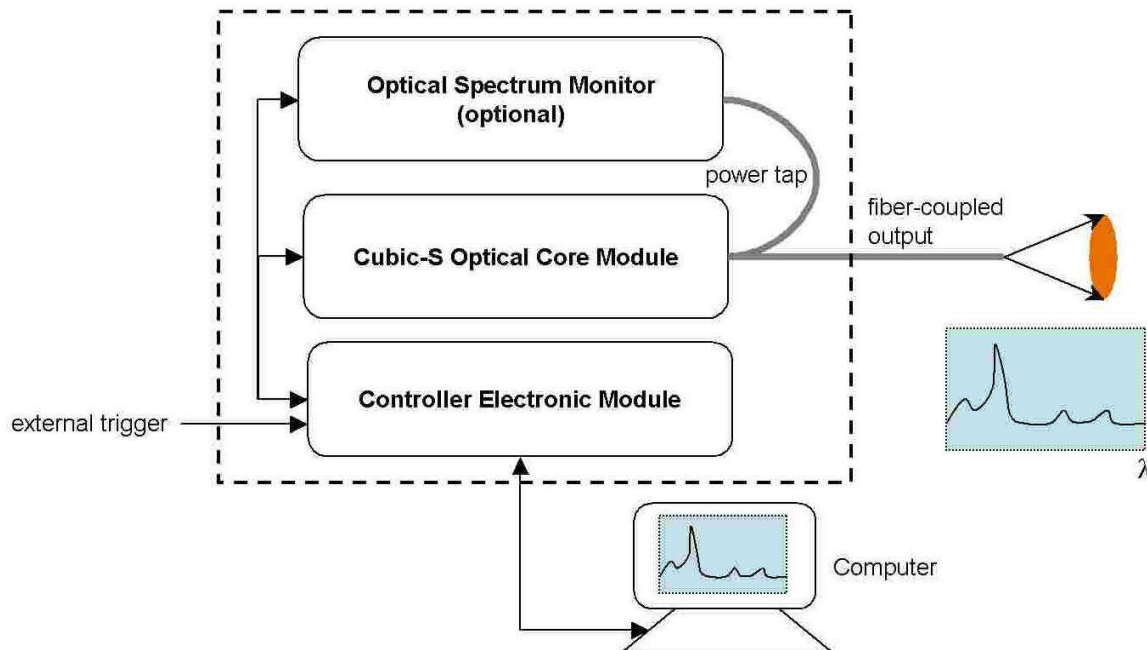 Optical Spectrum Monitor
(optional)
power tap
fiber-coupled
output
Cubic-S Optical Core Module
Controller Electronic Module
external trigger
λ
Computer